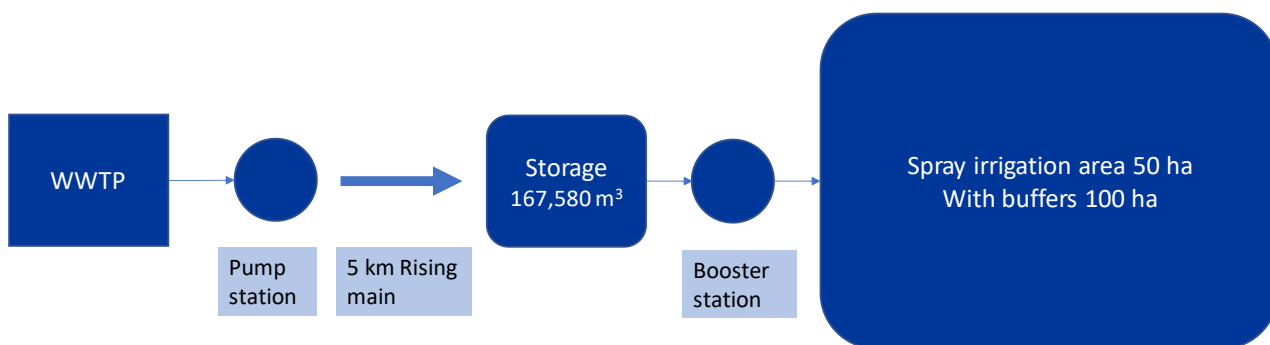 WWTP
Pump
station
5 km Rising
main
Storage
167,580 m³
Booster
station
Spray irrigation area 50 ha
With buffers 100 ha